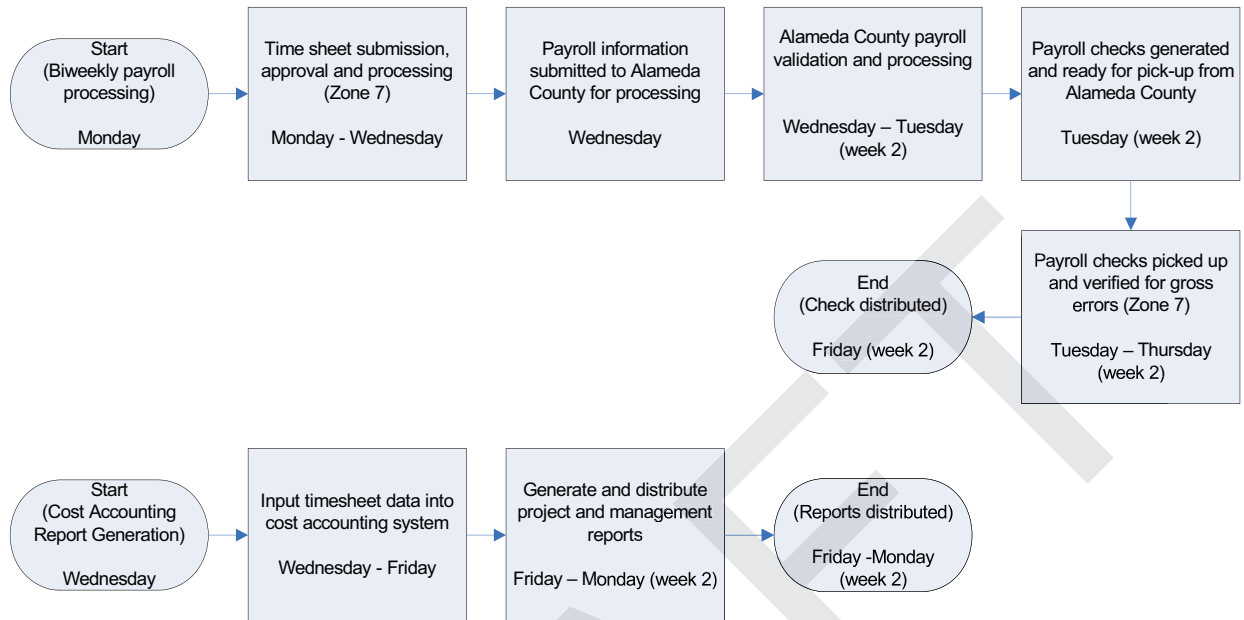 Start
(Biweekly payroll
processing)
Monday
Time sheet submission,
approval and processing
(Zone 7)
Monday - Wednesday
Payroll information
submitted to Alameda
County for processing
Wednesday
Alameda County payroll
validation and processing
Wednesday – Tuesday
(week 2)
Payroll checks generated
and ready for pick-up from
Alameda County
Tuesday (week 2)
Payroll checks picked up
and verified for gross
errors (Zone 7)
Tuesday – Thursday
(week 2)
End
(Check distributed)
Friday (week 2)
Start
(Cost Accounting
Report Generation)
Wednesday
Input timesheet data into
cost accounting system
Wednesday - Friday
Generate and distribute
project and management
reports
Friday – Monday (week 2)
End
(Reports distributed)
Friday -Monday
(week 2)